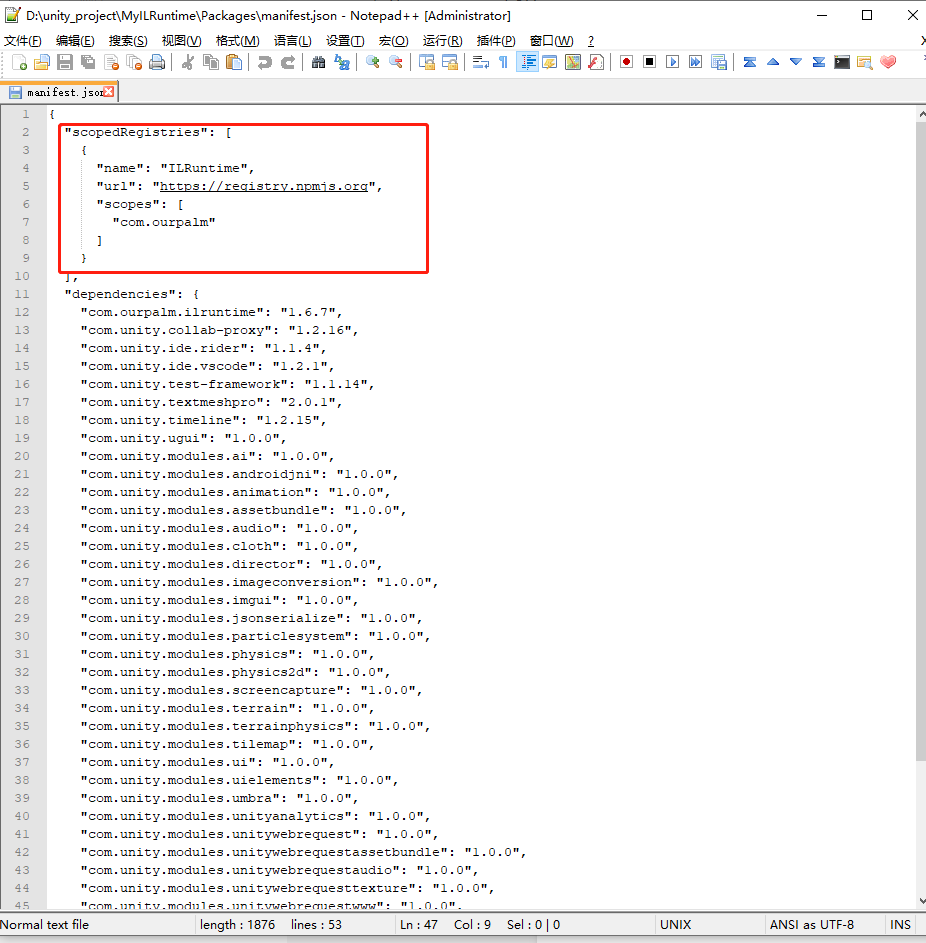 D:\unity_project\MyILRuntime\Packages\manifest.json - Notepad++ [Administrator]
文件(F) 编辑(E) 搜索(S) 视图(V) 格式(M) 语言(L) 设置(T) 宏(O) 运行(R) 插件(P) 窗口(W) ?
manifest.json
1 {
2 "scopedRegistries": [
3 {
4 "name": "ILRuntime",
5 "url": "https://registry.npmjs.org",
6 "scopes": [
7 "com.ourpalm"
8 ]
9 }
10 ],
11 "dependencies": {
12 "com.ourpalm.ilruntime": "1.6.7",
13 "com.unity.collab-proxy": "1.2.16",
14 "com.unity.ide.rider": "1.1.4",
15 "com.unity.ide.vscode": "1.2.1",
16 "com.unity.test-framework": "1.1.14",
17 "com.unity.textmeshpro": "2.0.1",
18 "com.unity.timeline": "1.2.15",
19 "com.unity.ugui": "1.0.0",
20 "com.unity.modules.ai": "1.0.0",
21 "com.unity.modules.androidjni": "1.0.0",
22 "com.unity.modules.animation": "1.0.0",
23 "com.unity.modules.assetbundle": "1.0.0",
24 "com.unity.modules.audio": "1.0.0",
25 "com.unity.modules.cloth": "1.0.0",
26 "com.unity.modules.director": "1.0.0",
27 "com.unity.modules.imageconversion": "1.0.0",
28 "com.unity.modules.imgui": "1.0.0",
29 "com.unity.modules.jsonserialize": "1.0.0",
30 "com.unity.modules.particlesystem": "1.0.0",
31 "com.unity.modules.physics": "1.0.0",
32 "com.unity.modules.physics2d": "1.0.0",
33 "com.unity.modules.screencapture": "1.0.0",
34 "com.unity.modules.terrain": "1.0.0",
35 "com.unity.modules.terrainphysics": "1.0.0",
36 "com.unity.modules.tilemap": "1.0.0",
37 "com.unity.modules.ui": "1.0.0",
38 "com.unity.modules.uielements": "1.0.0",
39 "com.unity.modules.umbra": "1.0.0",
40 "com.unity.modules.unityanalytics": "1.0.0",
41 "com.unity.modules.unitywebrequest": "1.0.0",
42 "com.unity.modules.unitywebrequestassetbundle": "1.0.0",
43 "com.unity.modules.unitywebrequestaudio": "1.0.0",
44 "com.unity.modules.unitywebrequesttexture": "1.0.0",
45 "com.unity.modules.unitywebrequestwww": "1.0.0",
Normal text file length : 1876 lines : 53 Ln : 47 Col : 9 Sel : 0 | 0 UNIX ANSI as UTF-8 INS